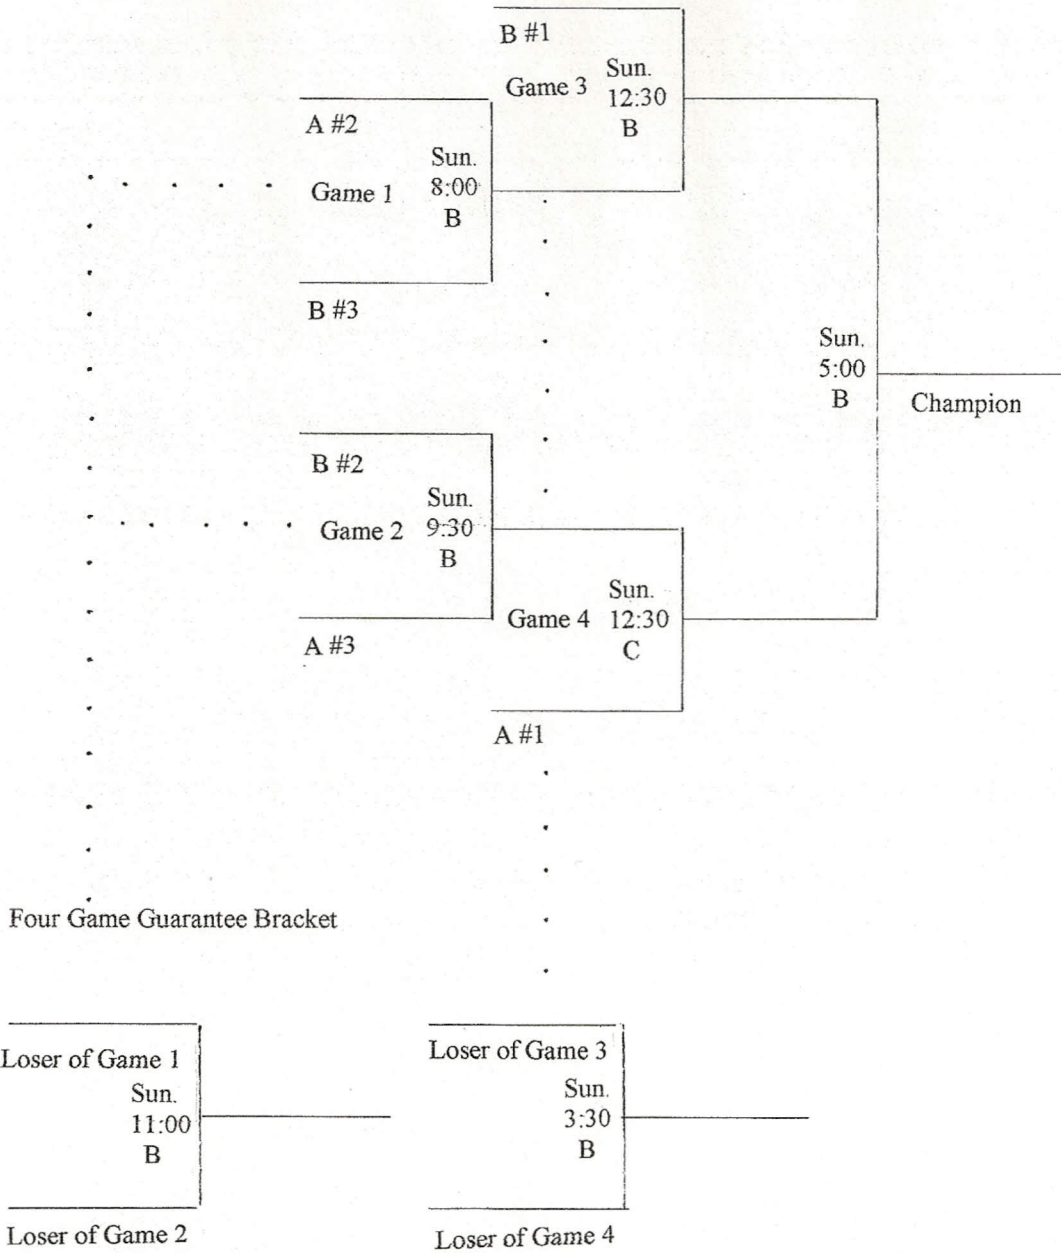 B #1
Game 3
Sun.
12:30
B
A #2
Game 1
Sun.
8:00
B
B #3
Sun.
5:00
B
Champion
B #2
Game 2
Sun.
9:30
B
A #3
Game 4
Sun.
12:30
C
A #1
Four Game Guarantee Bracket
Loser of Game 1
Sun.
11:00
B
Loser of Game 2
Loser of Game 3
Sun.
3:30
B
Loser of Game 4